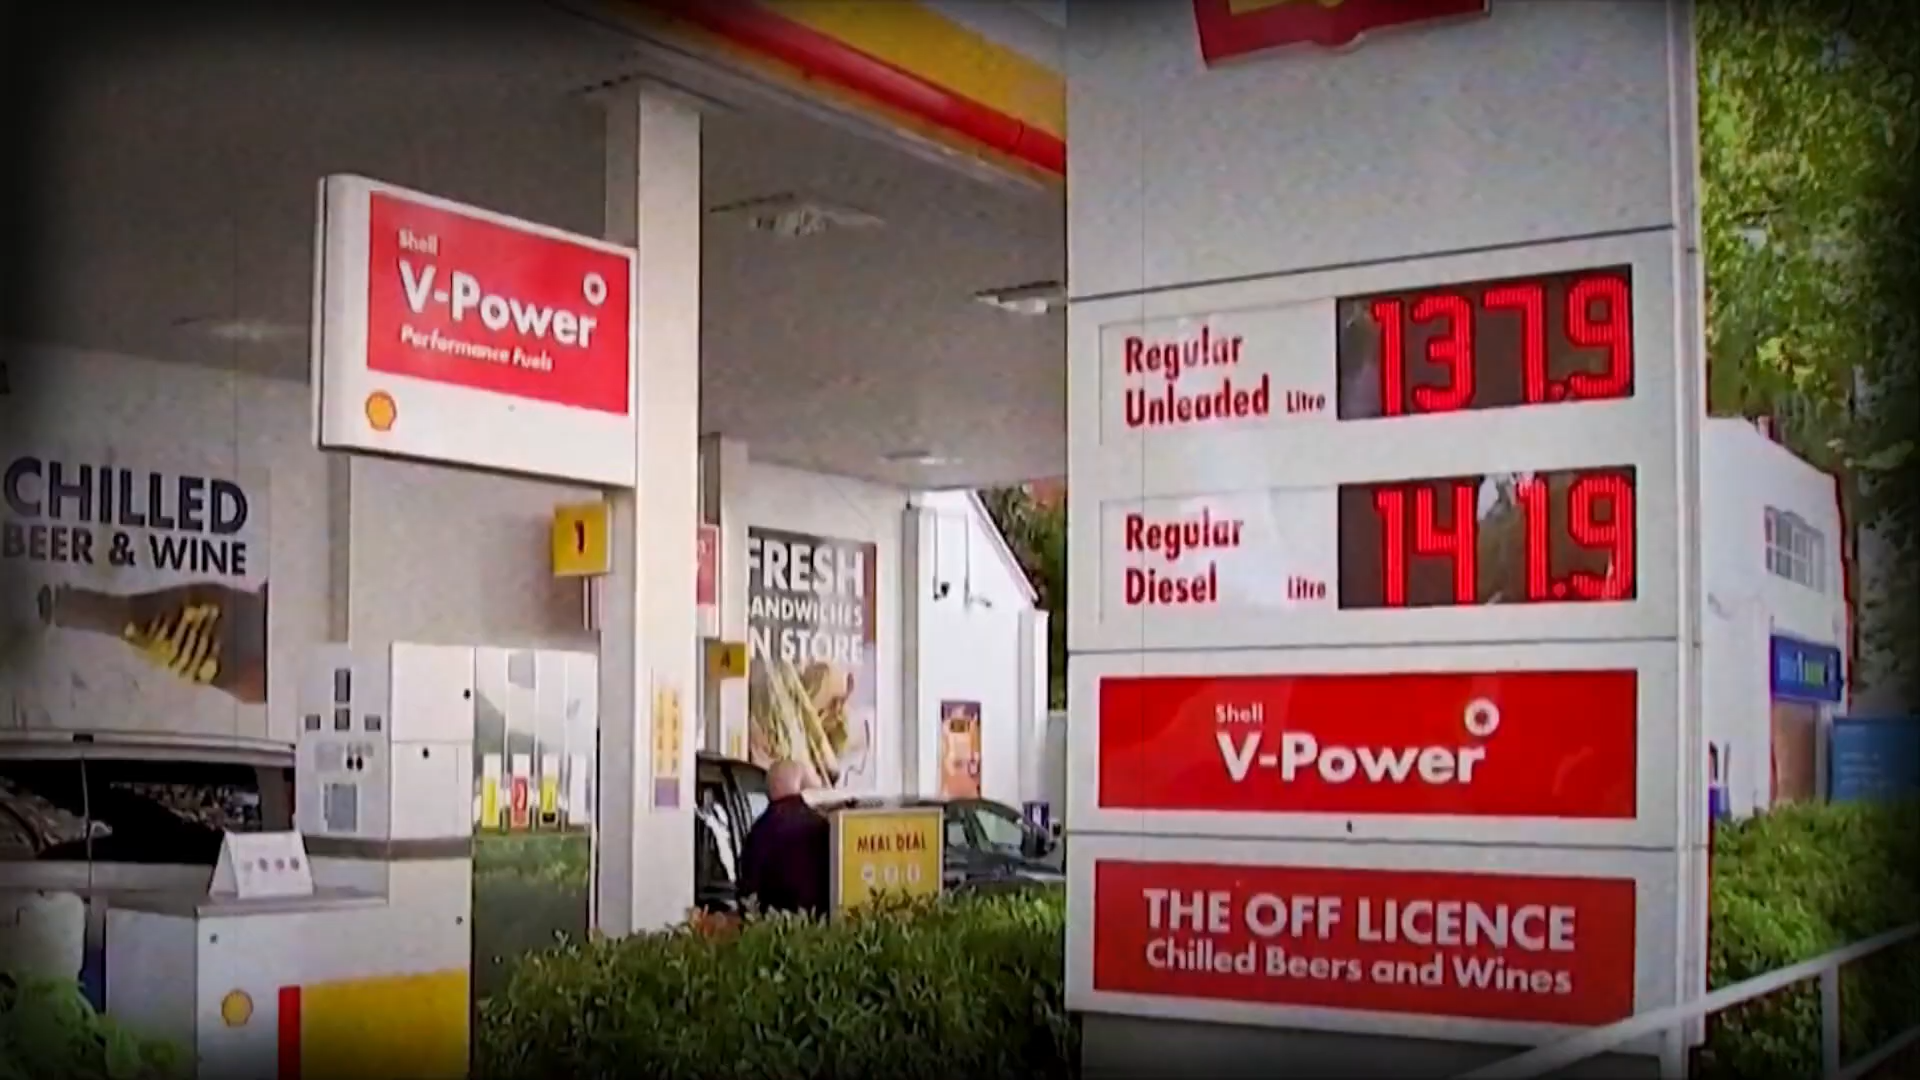 Shell
V-Power
Performance Fuels
CHILLED
BEER & WINE
1
FRESH
SANDWICHES
IN STORE
4
MEAL DEAL
Regular
Unleaded Litre
137.9
Regular
Diesel Litre
141.9
Shell
V-Power
THE OFF LICENCE
Chilled Beers and Wines